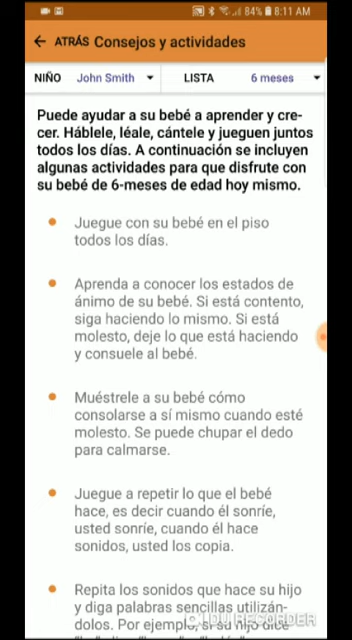 84% 8:11 AM
← ATRÁS Consejos y actividades
NIÑO John Smith LISTA 6 meses
Puede ayudar a su bebé a aprender y cre-
cer. Háblele, léale, cántele y jueguen juntos
todos los días. A continuación se incluyen
algunas actividades para que disfrute con
su bebé de 6-meses de edad hoy mismo.
Juegue con su bebé en el piso
todos los días.
Aprenda a conocer los estados de
ánimo de su bebé. Si está contento,
siga haciendo lo mismo. Si está
molesto, deje lo que está haciendo
y consuele al bebé.
Muéstrele a su bebé cómo
consolarse a sí mismo cuando esté
molesto. Se puede chupar el dedo
para calmarse.
Juegue a repetir lo que el bebé
hace, es decir cuando él sonríe,
usted sonríe, cuando él hace
sonidos, usted los copia.
Repita los sonidos que hace su hijo
y diga palabras sencillas utilizán-
dolos. Por ejemplo, si su hijo dice
DU RECORDER